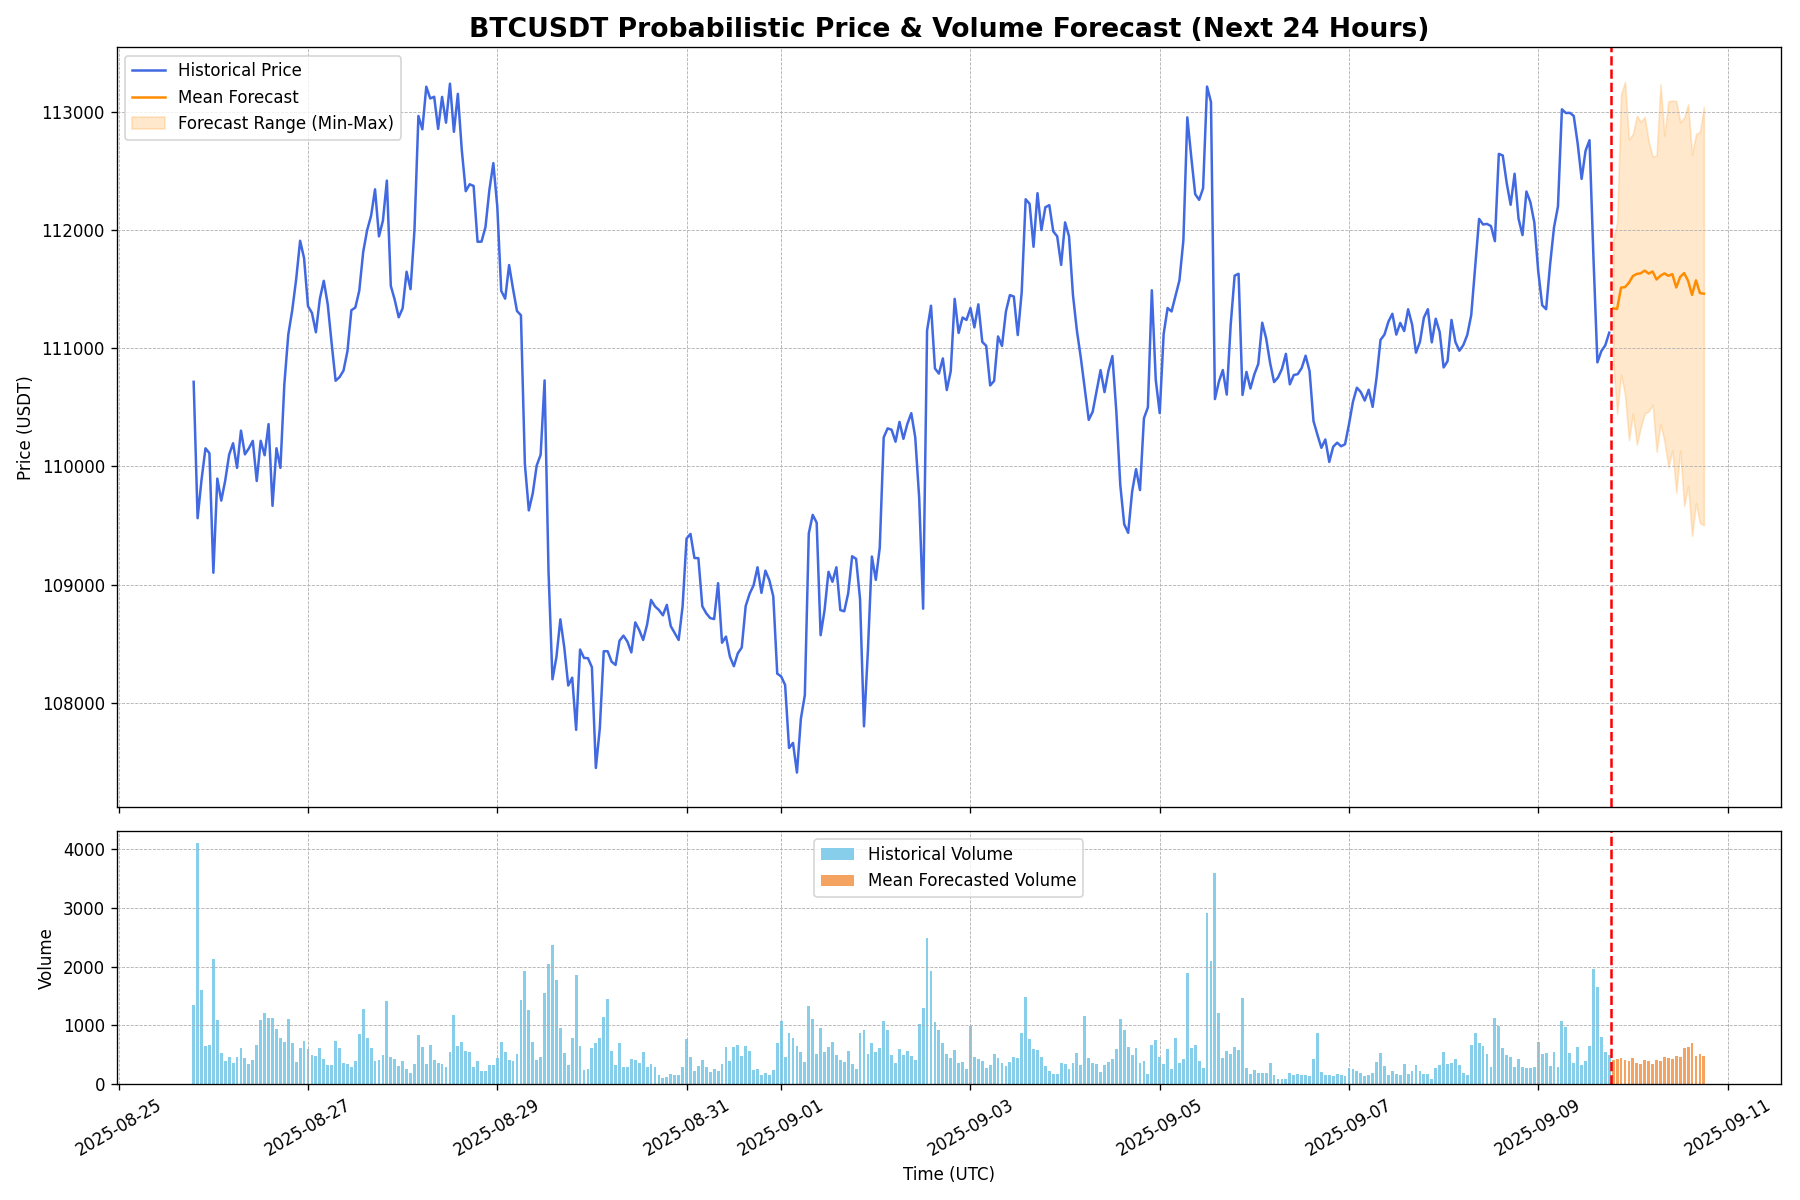 BTCUSDT Probabilistic Price & Volume Forecast (Next 24 Hours)
Historical Price
Mean Forecast
Forecast Range (Min-Max)
Price (USDT)
113000
112000
111000
110000
109000
108000
Historical Volume
Mean Forecasted Volume
Volume
4000
3000
2000
1000
0
2025-08-25
2025-08-27
2025-08-29
2025-08-31
2025-09-01
2025-09-03
2025-09-05
2025-09-07
2025-09-09
2025-09-11
Time (UTC)